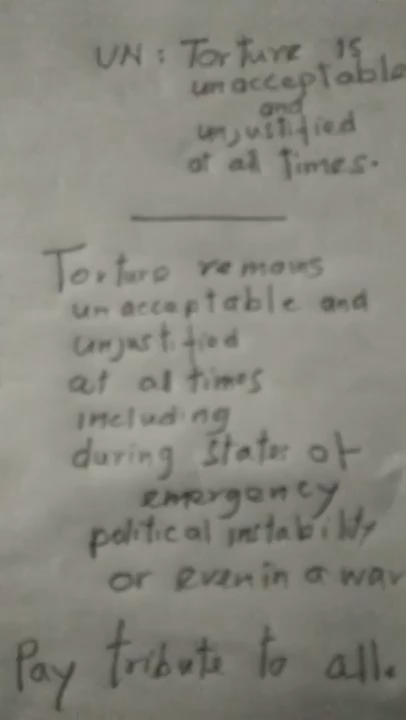 UN: Torture is
unacceptable
and
unjustified
at all times.
Torture remains
unacceptable and
unjustified
at al times
including
during states of
emergency
political instability
or even in a war
Pay tribute to all.